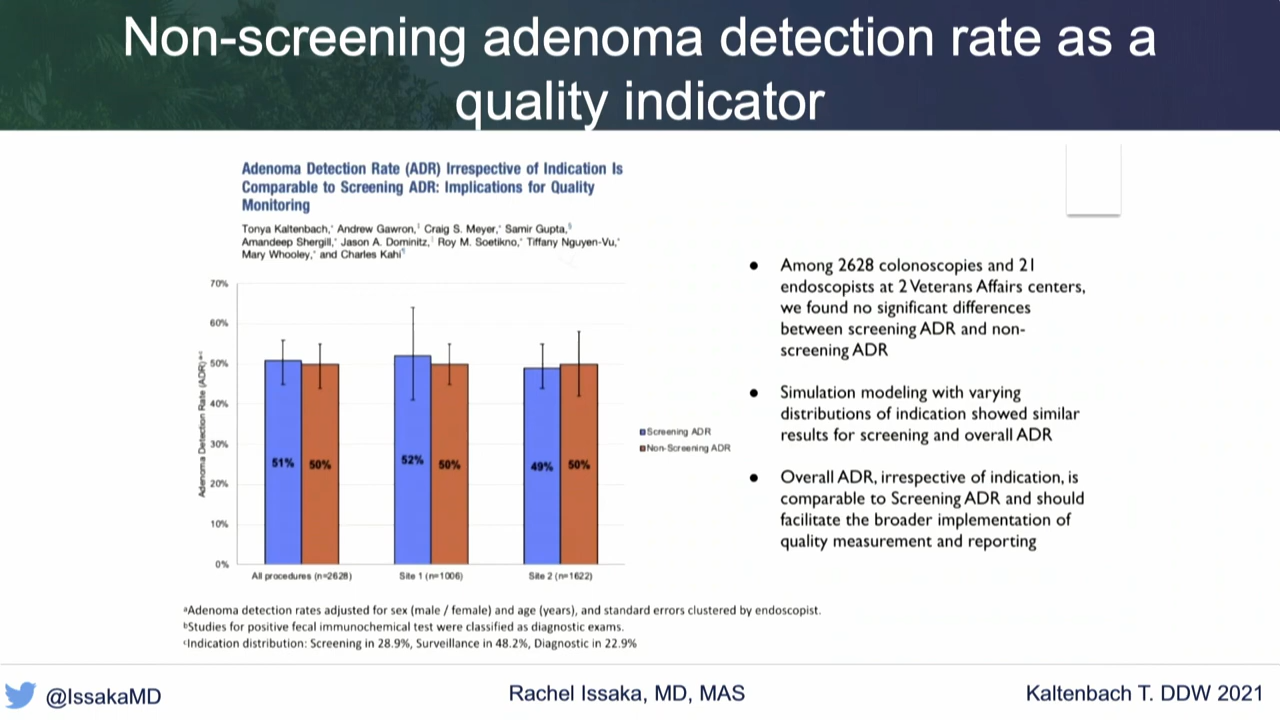 Non-screening adenoma detection rate as a
quality indicator
Adenoma Detection Rate (ADR) Irrespective of Indication Is
Comparable to Screening ADR: Implications for Quality
Monitoring
Tonya Kaltenbach,* Andrew Gawron,‡ Craig S. Meyer,* Samir Gupta,§
Amandeep Shergill,* Jason A. Dominitz, Roy M. Soetikno,* Tiffany Nguyen-Vu,*
Mary Whooley,* and Charles Kahi¶
70%
60%
50%
40%
30%
20%
10%
0%
Adenoma Detection Rate (ADR)ᵃ⁻ᶜ
51%
50%
52%
50%
49%
50%
All procedures (n=2628)
Site 1 (n=1006)
Site 2 (n=1622)
Screening ADR
Non-Screening ADR
● Among 2628 colonoscopies and 21
endoscopists at 2 Veterans Affairs centers,
we found no significant differences
between screening ADR and non-
screening ADR
● Simulation modeling with varying
distributions of indication showed similar
results for screening and overall ADR
● Overall ADR, irrespective of indication, is
comparable to Screening ADR and should
facilitate the broader implementation of
quality measurement and reporting
ᵃAdenoma detection rates adjusted for sex (male / female) and age (years), and standard errors clustered by endoscopist.
ᵇStudies for positive fecal immunochemical test were classified as diagnostic exams.
ᶜIndication distribution: Screening in 28.9%, Surveillance in 48.2%, Diagnostic in 22.9%
@IssakaMD
Rachel Issaka, MD, MAS
Kaltenbach T. DDW 2021